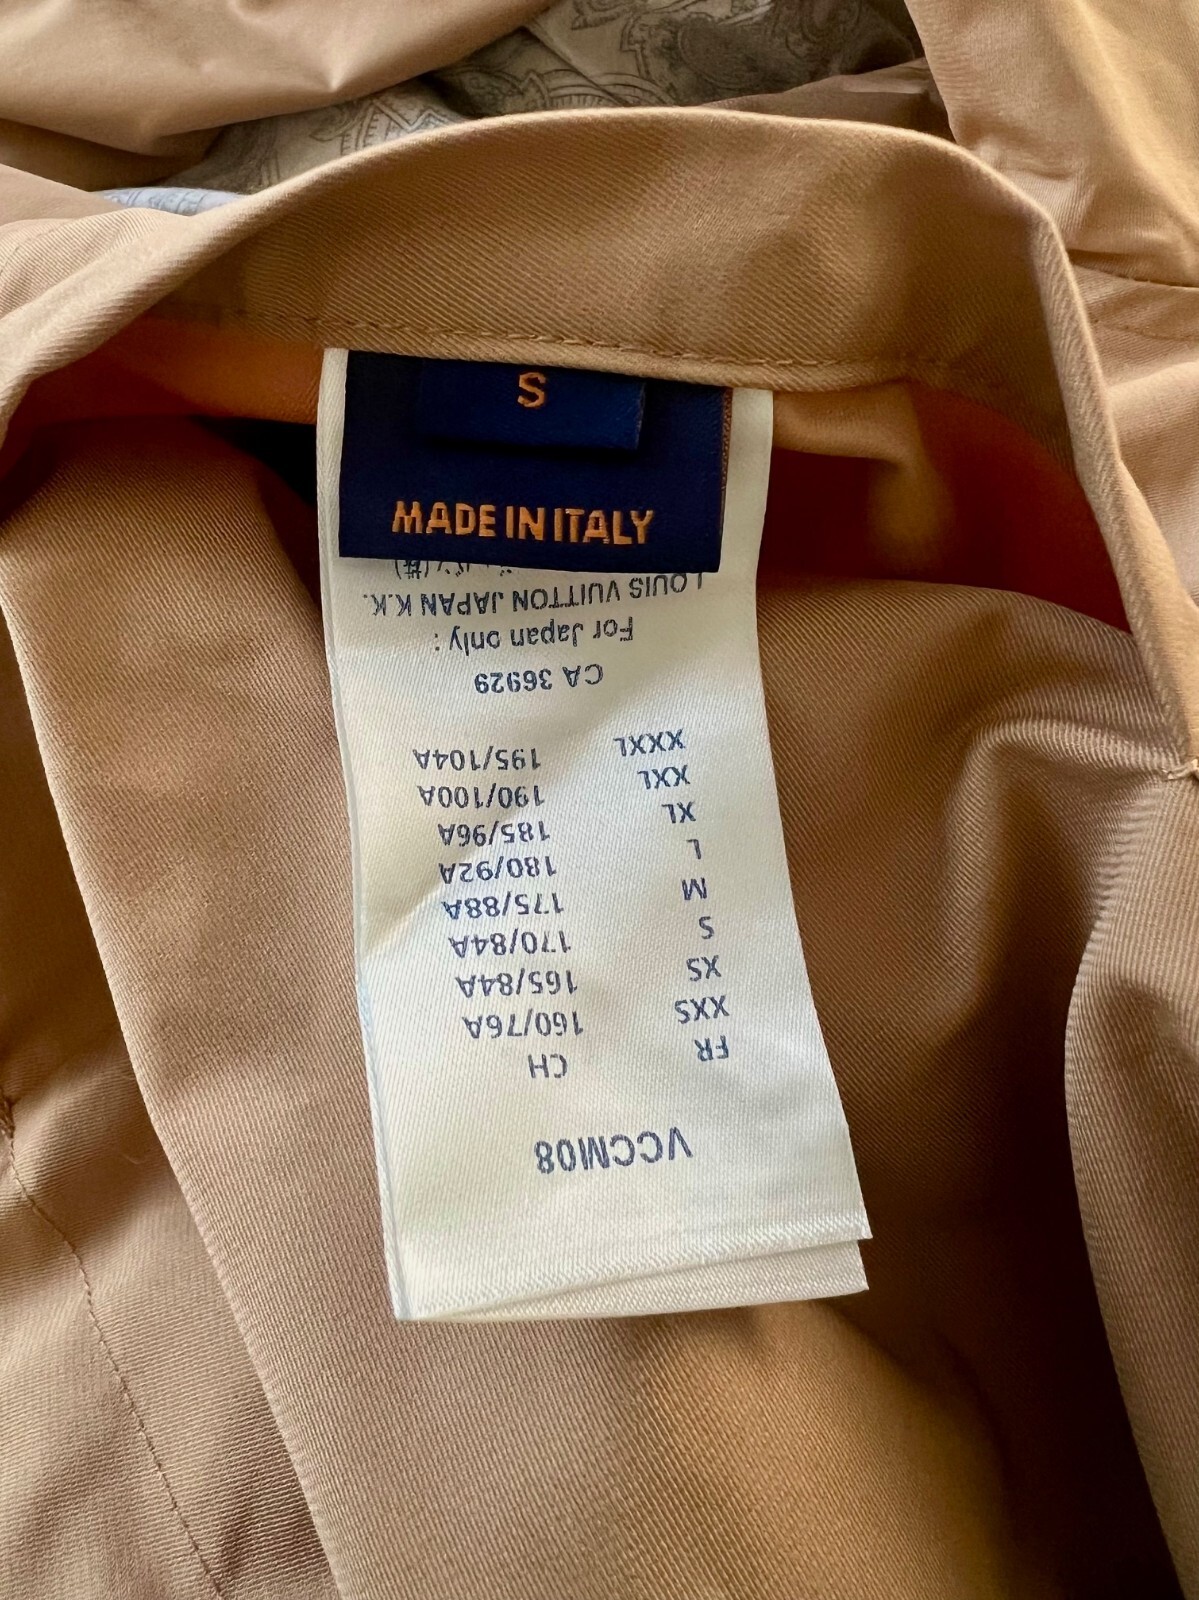 S
MADE IN ITALY
VCCM08
FR CH
XXS 160/76A
XS 165/84A
S 170/84A
M 175/88A
L 180/92A
XL 185/96A
XXL 190/100A
XXXL 195/104A
CA 36929
For Japan only :
LOUIS VUITTON JAPAN K.K.